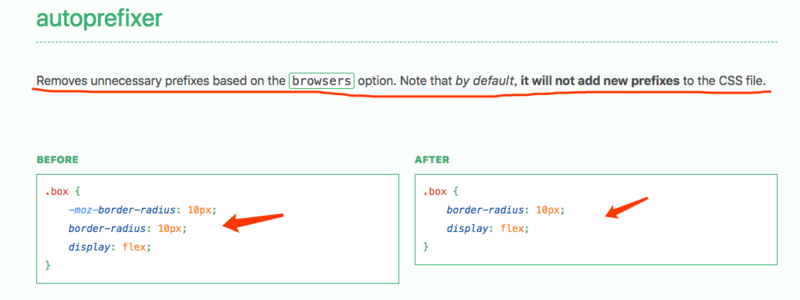 autoprefixer
Removes unnecessary prefixes based on the browsers option. Note that by default, it will not add new prefixes to the CSS file.
BEFORE
.box {
    -moz-border-radius: 10px;
    border-radius: 10px;
    display: flex;
}
AFTER
.box {
    border-radius: 10px;
    display: flex;
}